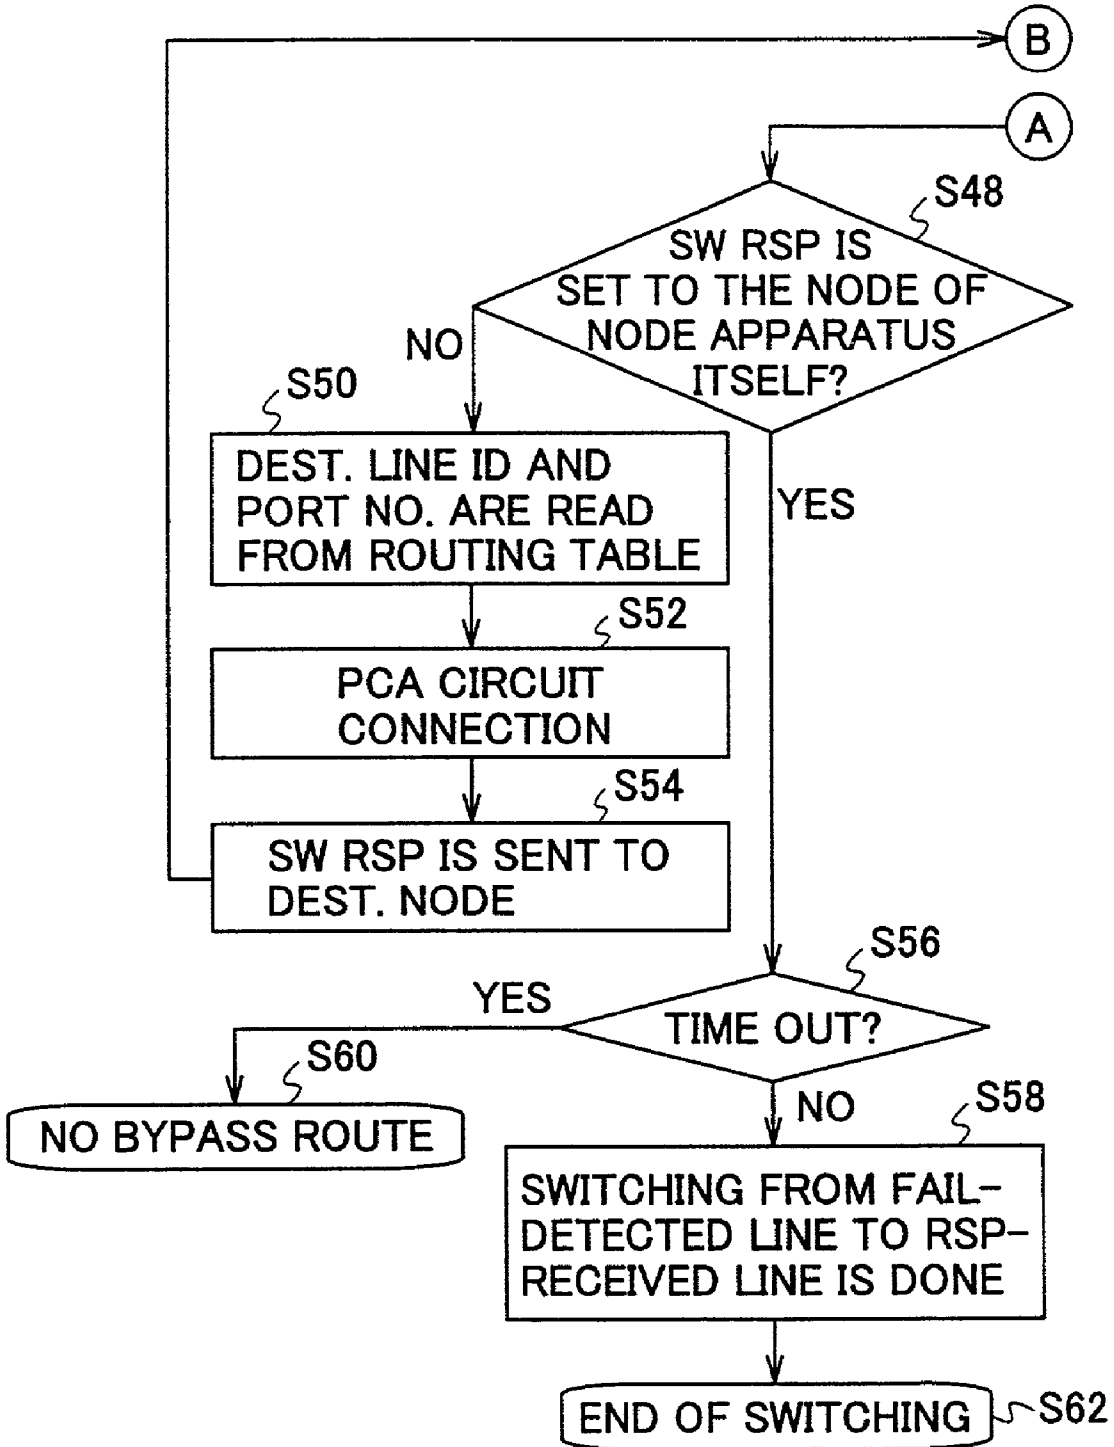 B
A
S48
SW RSP IS
SET TO THE NODE OF
NODE APPARATUS
ITSELF?
NO
YES
S50
DEST. LINE ID AND
PORT NO. ARE READ
FROM ROUTING TABLE
S52
PCA CIRCUIT
CONNECTION
S54
SW RSP IS SENT TO
DEST. NODE
S56
TIME OUT?
YES
NO
S60
NO BYPASS ROUTE
S58
SWITCHING FROM FAIL-
DETECTED LINE TO RSP-
RECEIVED LINE IS DONE
END OF SWITCHING
S62